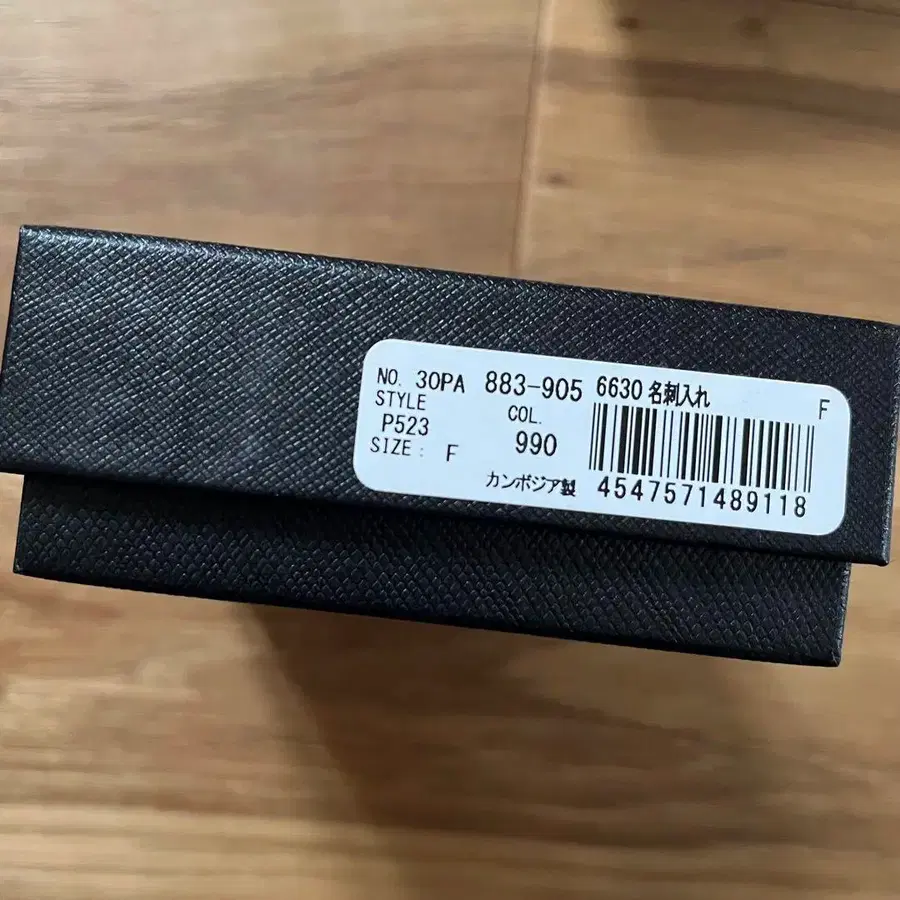 NO. 30PA 883-905 6630 名刺入れ F
STYLE COL.
P523 990
SIZE: F
カンボジア製 4547571489118